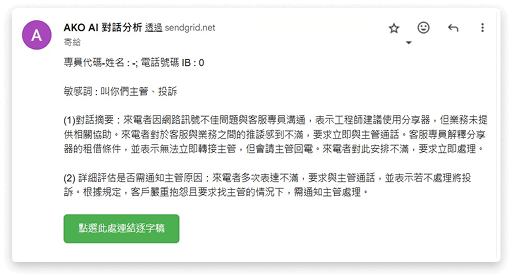 A
AKO AI 對話分析 透過 sendgrid.net
寄給
專員代碼-姓名 : -; 電話號碼 IB : 0
敏感詞 : 叫你們主管、投訴
(1)對話摘要：來電者因網路訊號不佳問題與客服專員溝通，表示工程師建議使用分享器，但業務未提
供相關協助。來電者對於客服與業務之間的推諉感到不滿，要求立即與主管通話。客服專員解釋分享
器的租借條件，並表示無法立即轉接主管，但會請主管回電。來電者對此安排不滿，要求立即處理。
(2) 詳細評估是否需通知主管原因：來電者多次表達不滿，要求與主管通話，並表示若不處理將投
訴。根據規定，客戶嚴重抱怨且要求找主管的情況下，需通知主管處理。
點選此處連結逐字稿